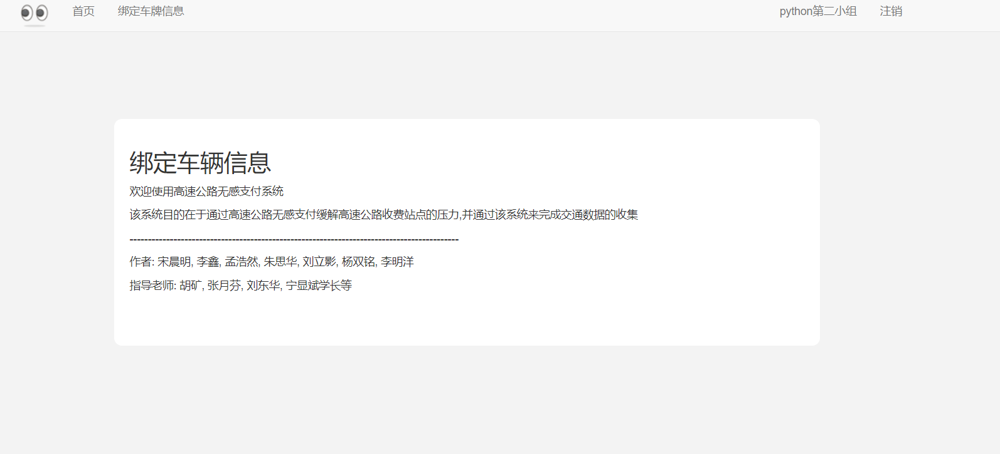 首页 绑定车牌信息 python第二小组 注销
绑定车辆信息
欢迎使用高速公路无感支付系统
该系统目的在于通过高速公路无感支付缓解高速公路收费站点的压力,并通过该系统来完成交通数据的收集
------------------------------------------------------------------------------------------
作者: 宋晨明, 李鑫, 孟浩然, 朱思华, 刘立影, 杨双铭, 李明洋
指导老师: 胡矿, 张月芬, 刘东华, 宁显斌学长等